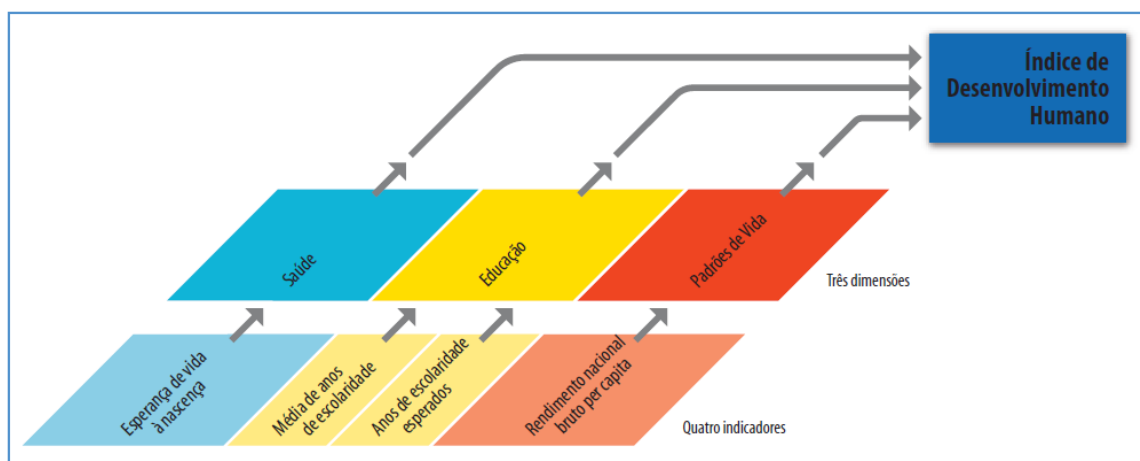 Índice de
Desenvolvimento
Humano
Saúde
Educação
Padrões de Vida
Três dimensões
Esperança de vida
à nascença
Média de anos
de escolaridade
Anos de escolaridade
esperados
Rendimento nacional
bruto per capita
Quatro indicadores